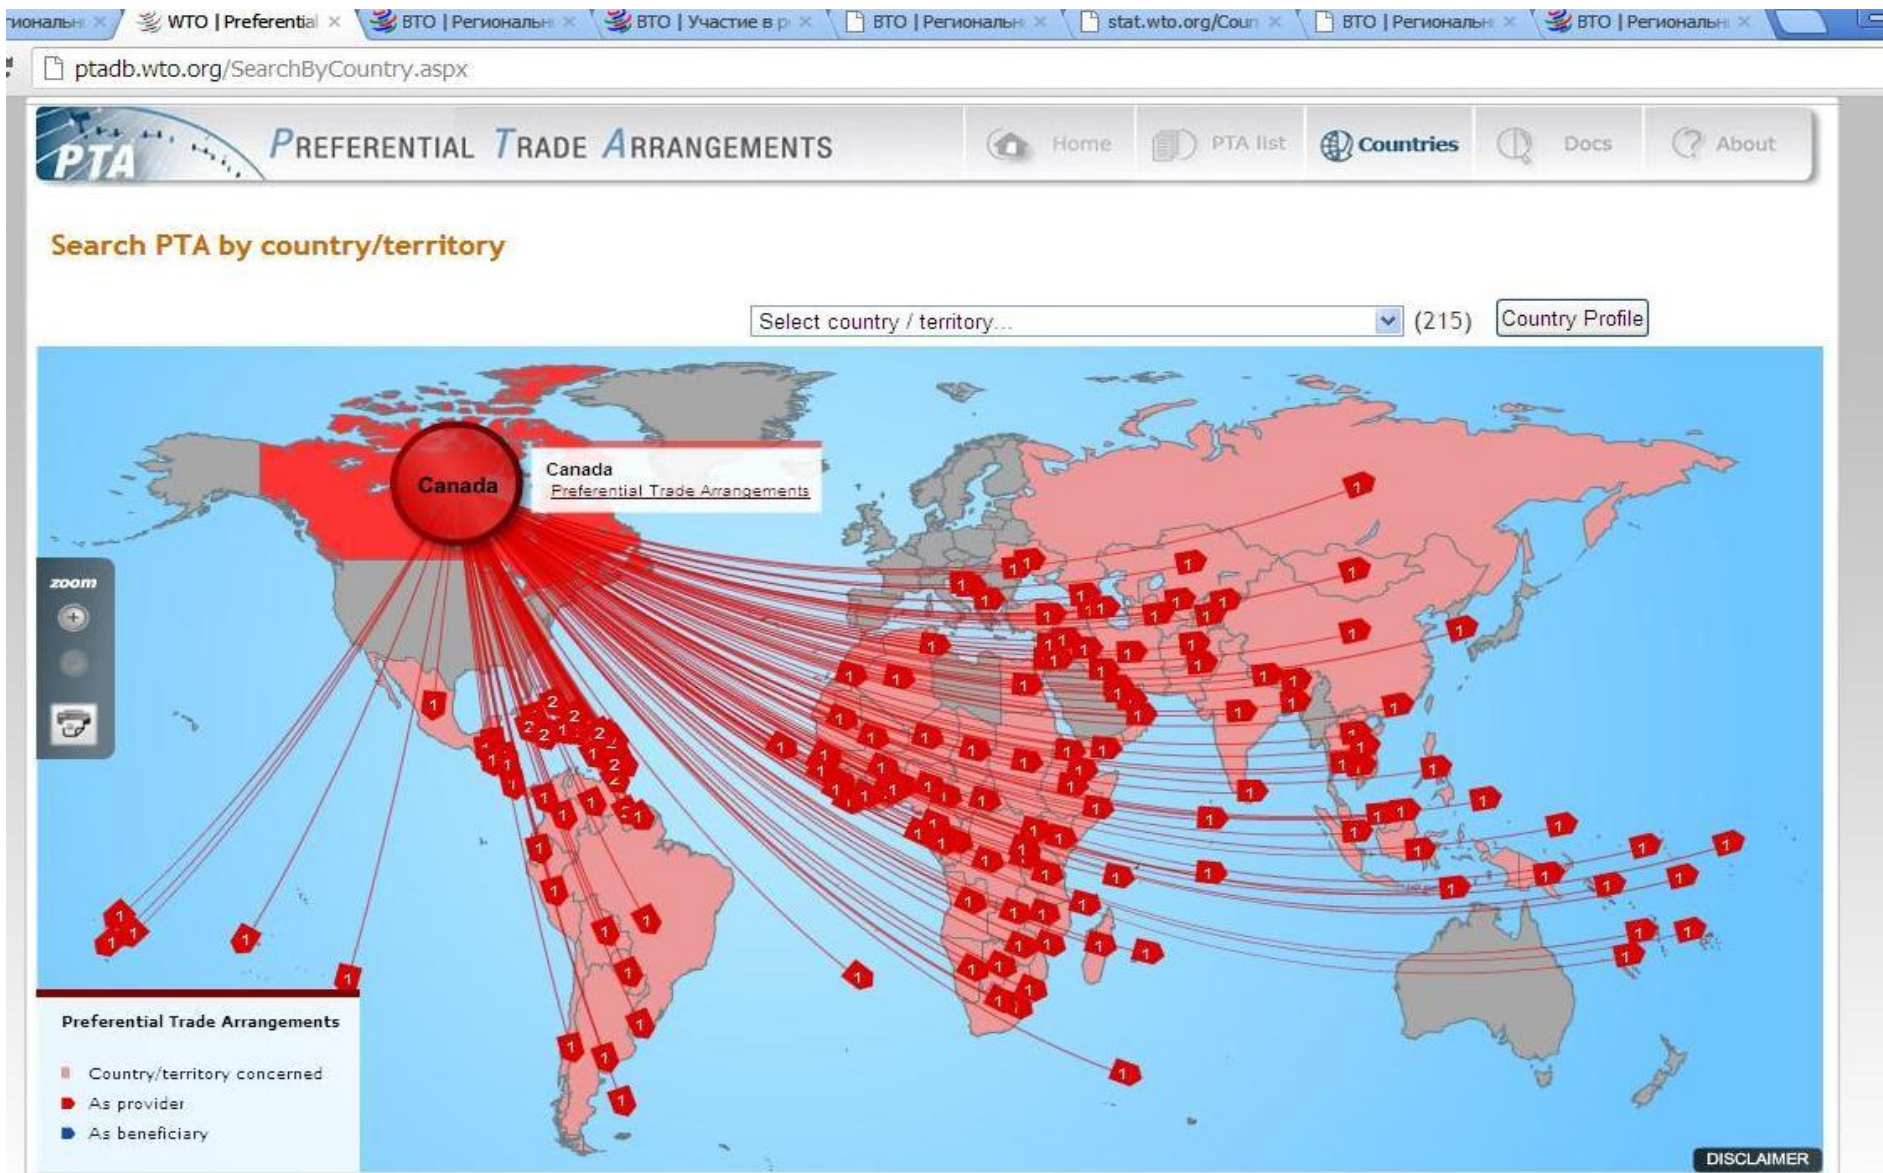 гиональн
WTO | Preferential
ВТО | Региональн
ВТО | Участие в р
ВТО | Региональн
stat.wto.org/Coun
ВТО | Региональн
ВТО | Региональн
ptadb.wto.org/SearchByCountry.aspx
PTA
PREFERENTIAL TRADE ARRANGEMENTS
Home
PTA list
Countries
Docs
About
Search PTA by country/territory
Select country / territory...
(215)
Country Profile
Canada
Canada
Preferential Trade Arrangements
zoom
Preferential Trade Arrangements
Country/territory concerned
As provider
As beneficiary
DISCLAIMER